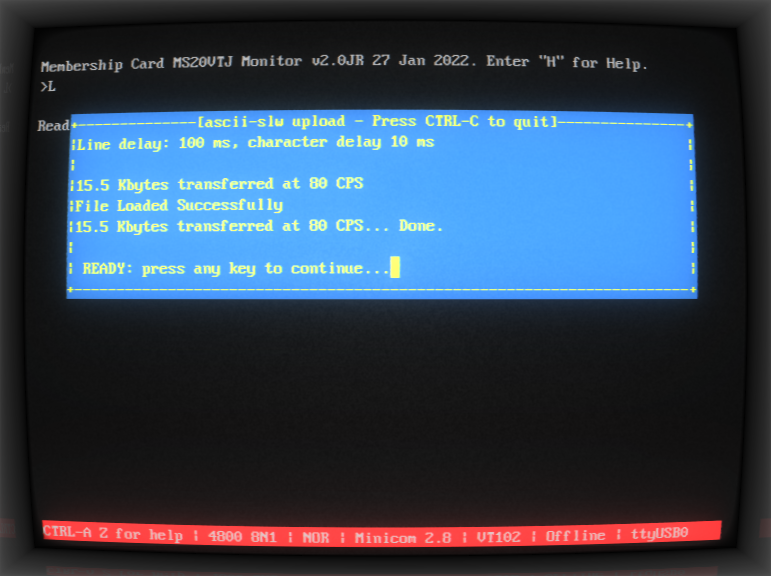 Membership Card MS20VTJ Monitor v2.0JR 27 Jan 2022. Enter "H" for Help.
>L
Read
[ascii-slw upload - Press CTRL-C to quit]
Line delay: 100 ms, character delay 10 ms
15.5 Kbytes transferred at 80 CPS
File Loaded Successfully
15.5 Kbytes transferred at 80 CPS... Done.
READY: press any key to continue...
CTRL-A Z for help | 4800 8N1 | NOR | Minicom 2.8 | VT102 | Offline | ttyUSB0